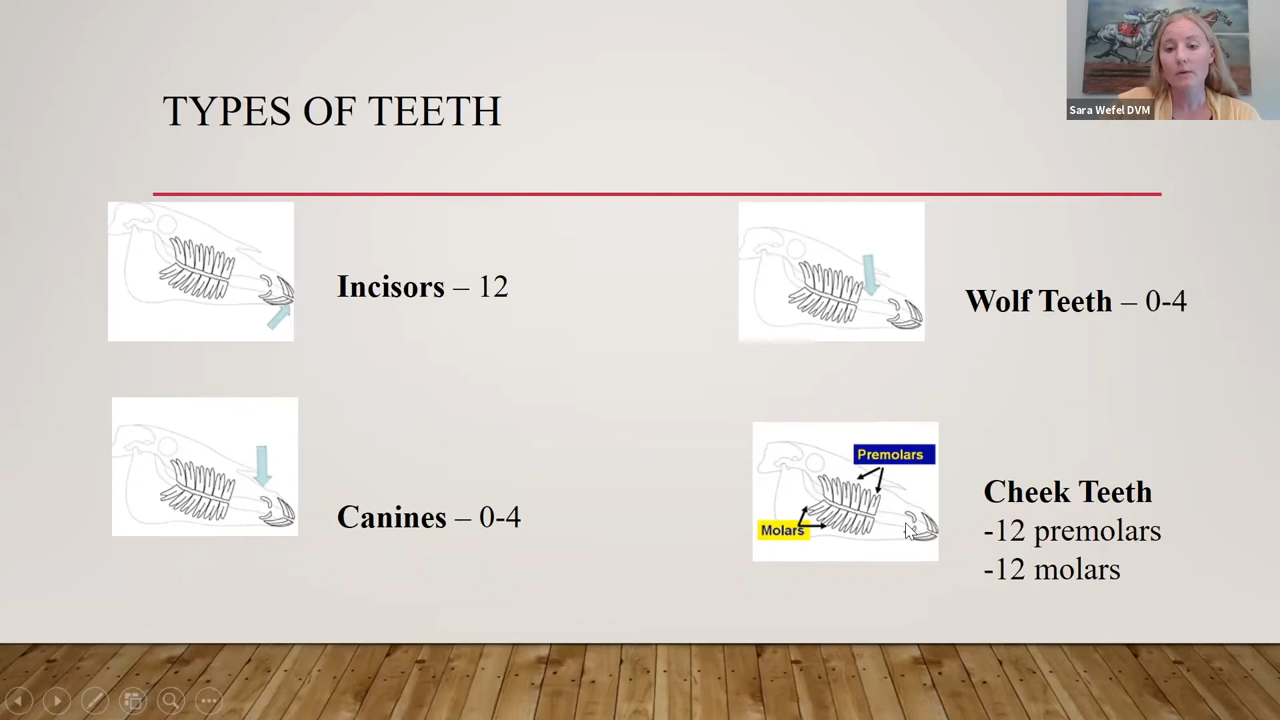 Sara Wefel DVM
TYPES OF TEETH
Incisors – 12
Wolf Teeth – 0-4
Canines – 0-4
Premolars
Molars
Cheek Teeth
-12 premolars
-12 molars